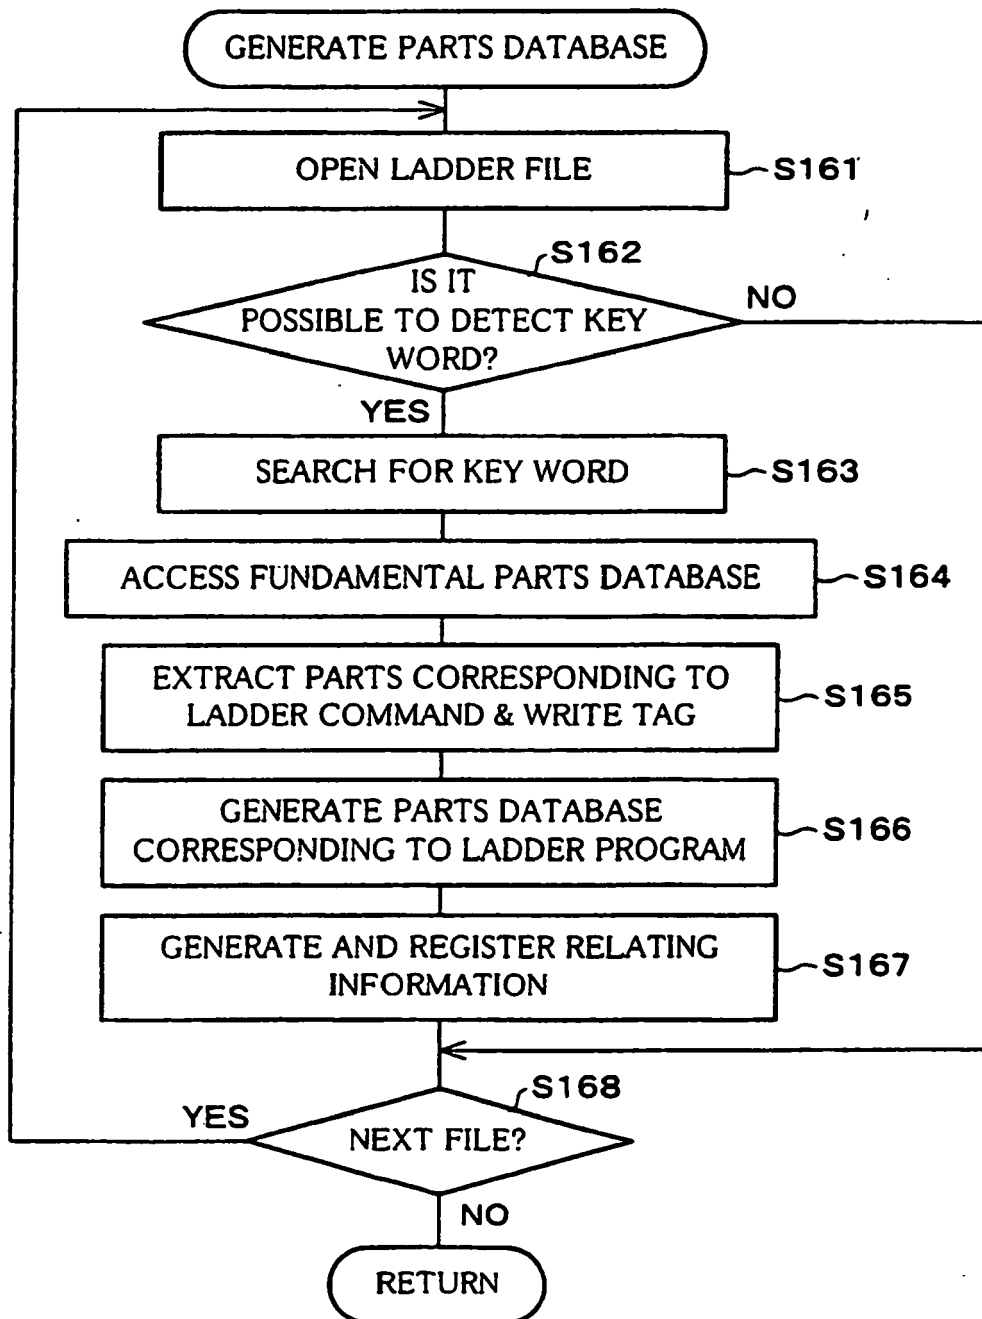 GENERATE PARTS DATABASE
OPEN LADDER FILE
S161
S162
IS IT
POSSIBLE TO DETECT KEY
WORD?
NO
YES
SEARCH FOR KEY WORD
S163
ACCESS FUNDAMENTAL PARTS DATABASE
S164
EXTRACT PARTS CORRESPONDING TO
LADDER COMMAND & WRITE TAG
S165
GENERATE PARTS DATABASE
CORRESPONDING TO LADDER PROGRAM
S166
GENERATE AND REGISTER RELATING
INFORMATION
S167
S168
YES
NEXT FILE?
NO
RETURN